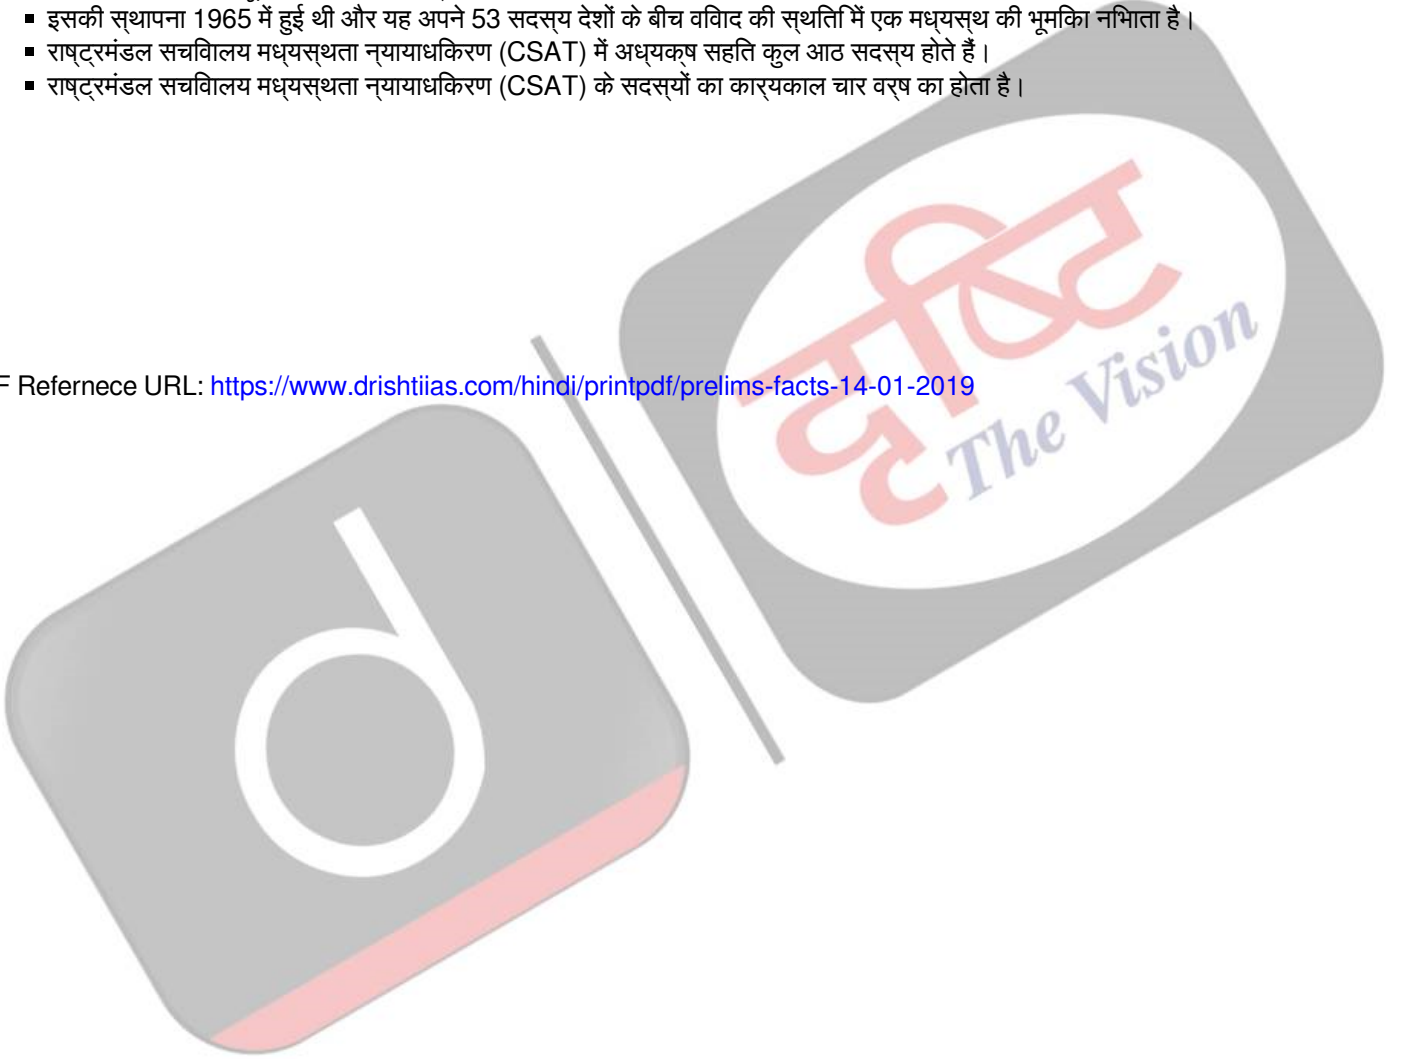 ▪ इसकी स्थापना 1965 में हुई थी और यह अपने 53 सदस्य देशों के बीच विवाद की स्थिति में एक मध्यस्थ की भूमिका निभाता है।
▪ राष्ट्रमंडल सचिवालय मध्यस्थता न्यायाधिकरण (CSAT) में अध्यक्ष सहित कुल आठ सदस्य होते हैं।
▪ राष्ट्रमंडल सचिवालय मध्यस्थता न्यायाधिकरण (CSAT) के सदस्यों का कार्यकाल चार वर्ष का होता है।
दृष्टि
The Vision
F Refernece URL: https://www.drishtiias.com/hindi/printpdf/prelims-facts-14-01-2019
d